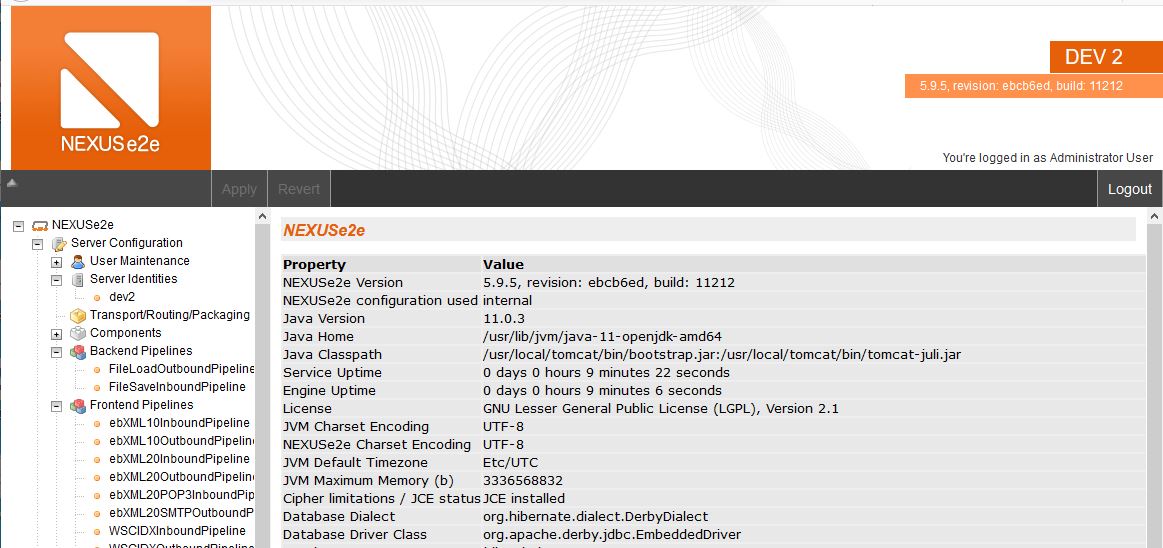 NEXUSe2e
DEV 2
5.9.5, revision: ebcb6ed, build: 11212
You're logged in as Administrator User
Apply
Revert
Logout
NEXUSe2e
Server Configuration
User Maintenance
Server Identities
dev2
Transport/Routing/Packaging
Components
Backend Pipelines
FileLoadOutboundPipeline
FileSaveInboundPipeline
Frontend Pipelines
ebXML10InboundPipeline
ebXML10OutboundPipelin
ebXML20InboundPipeline
ebXML20OutboundPipelin
ebXML20POP3InboundPip
ebXML20SMTPOutboundP
WSCIDXInboundPipeline
WSCIDXOutboundPipeline
NEXUSe2e
Property Value
NEXUSe2e Version 5.9.5, revision: ebcb6ed, build: 11212
NEXUSe2e configuration used internal
Java Version 11.0.3
Java Home /usr/lib/jvm/java-11-openjdk-amd64
Java Classpath /usr/local/tomcat/bin/bootstrap.jar:/usr/local/tomcat/bin/tomcat-juli.jar
Service Uptime 0 days 0 hours 9 minutes 22 seconds
Engine Uptime 0 days 0 hours 9 minutes 6 seconds
License GNU Lesser General Public License (LGPL), Version 2.1
JVM Charset Encoding UTF-8
NEXUSe2e Charset Encoding UTF-8
JVM Default Timezone Etc/UTC
JVM Maximum Memory (b) 3336568832
Cipher limitations / JCE status JCE installed
Database Dialect org.hibernate.dialect.DerbyDialect
Database Driver Class org.apache.derby.jdbc.EmbeddedDriver